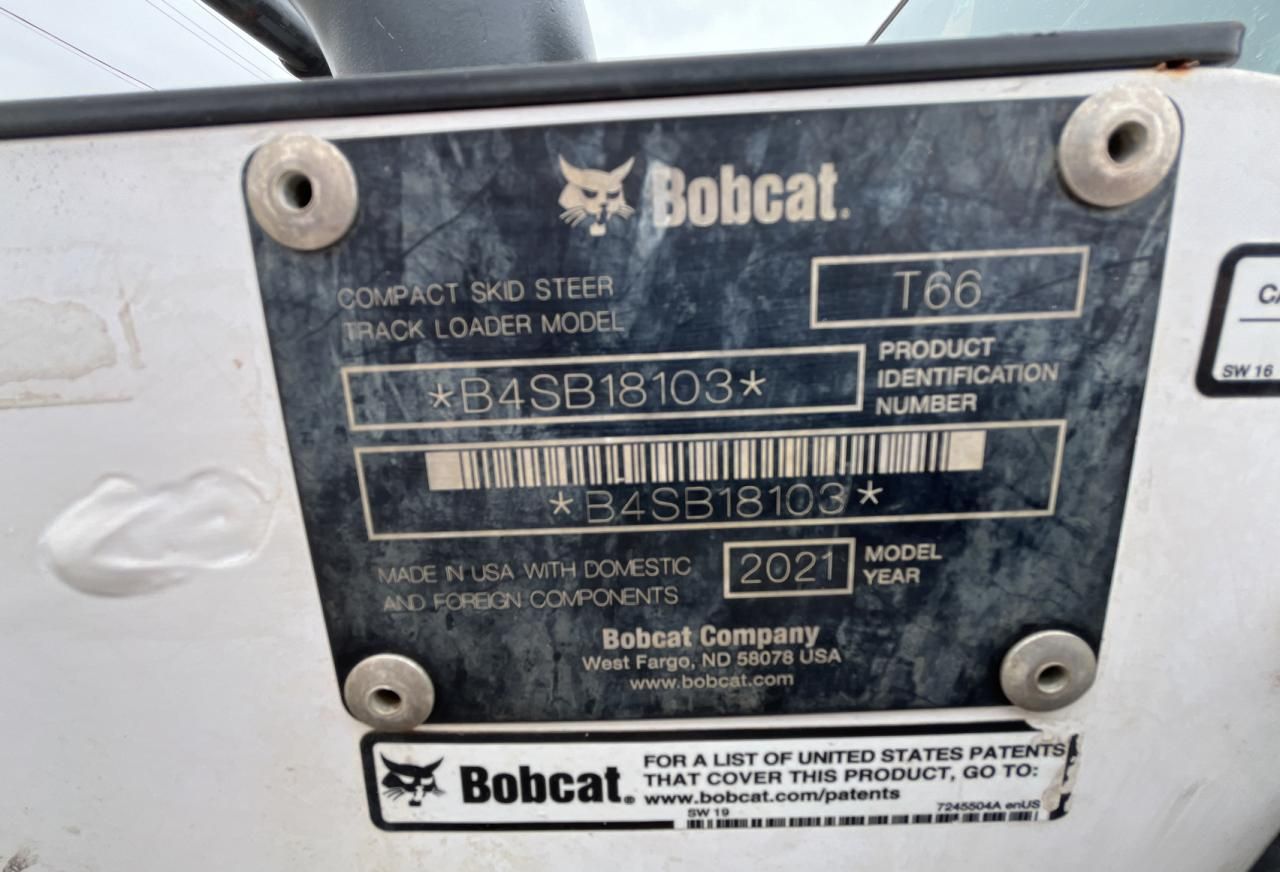 Bobcat.
COMPACT SKID STEER
TRACK LOADER MODEL
T66
*B4SB18103*
PRODUCT
IDENTIFICATION
NUMBER
*B4SB18103*
MADE IN USA WITH DOMESTIC
AND FOREIGN COMPONENTS
2021
MODEL
YEAR
Bobcat Company
West Fargo, ND 58078 USA
www.bobcat.com
Bobcat.
FOR A LIST OF UNITED STATES PATENTS
THAT COVER THIS PRODUCT, GO TO:
www.bobcat.com/patents
SW 19
7245504A enUS
SW 16